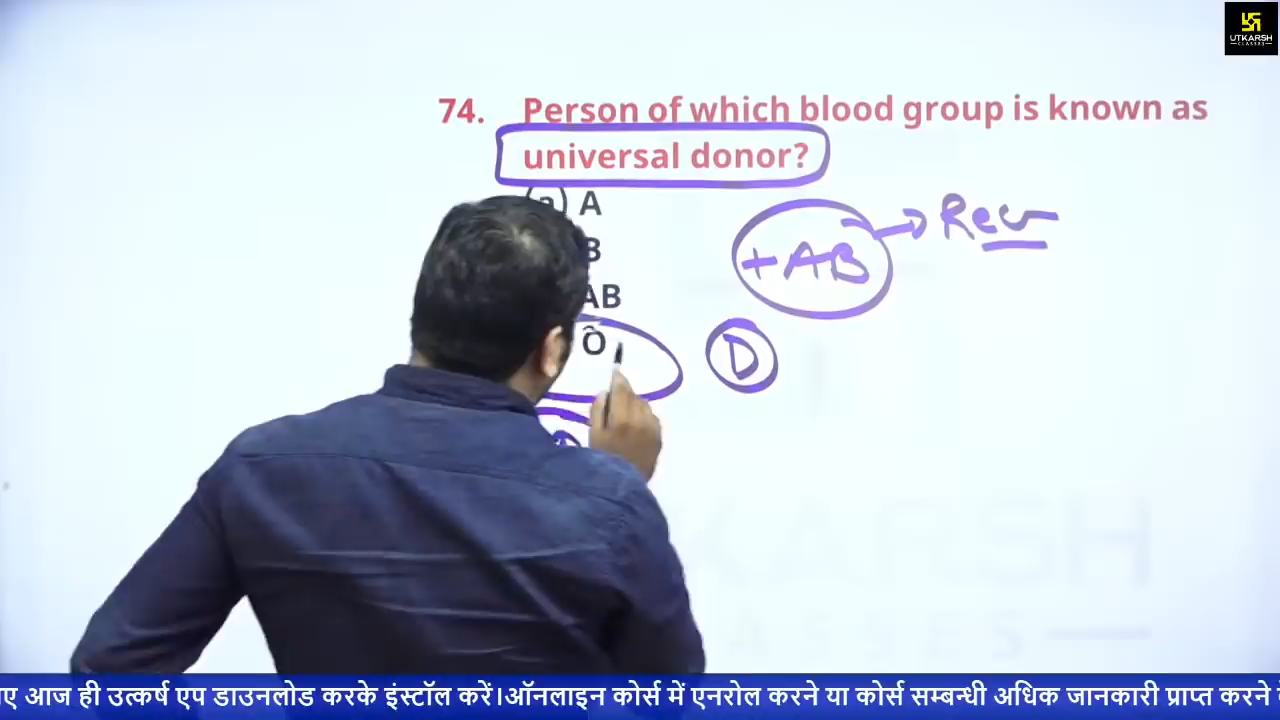 UTKARSH
CLASSES
74. Person of which blood group is known as
universal donor?
(a) A
B
AB
O
+AB → Rec
D
आज ही उत्कर्ष एप डाउनलोड करके इंस्टॉल करें।ऑनलाइन कोर्स में एनरोल करने या कोर्स सम्बन्धी अधिक जानकारी प्राप्त करने